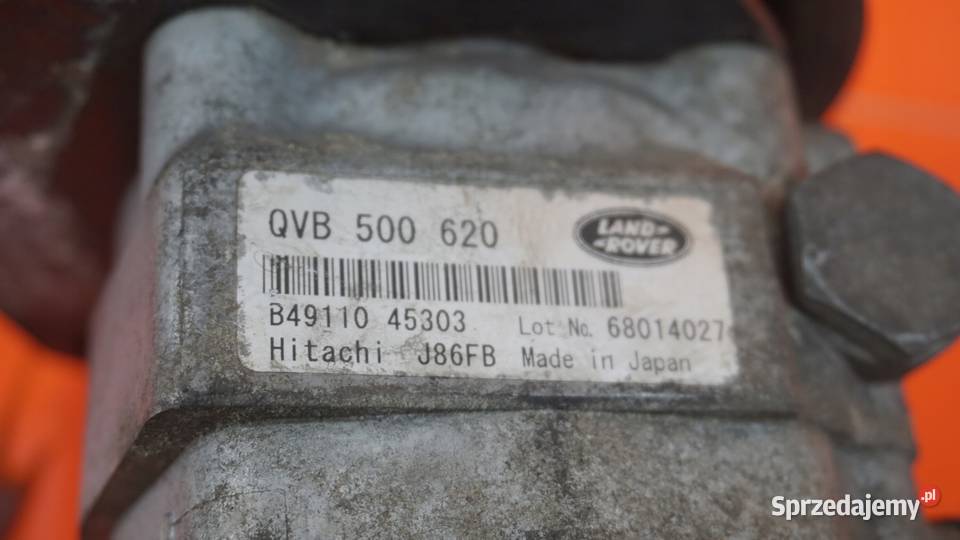 QVB 500 620
LAND-
-ROVER
B49110 45303 Lot No. 68014027
Hitachi J86FB Made in Japan
Sprzedajemy.pl